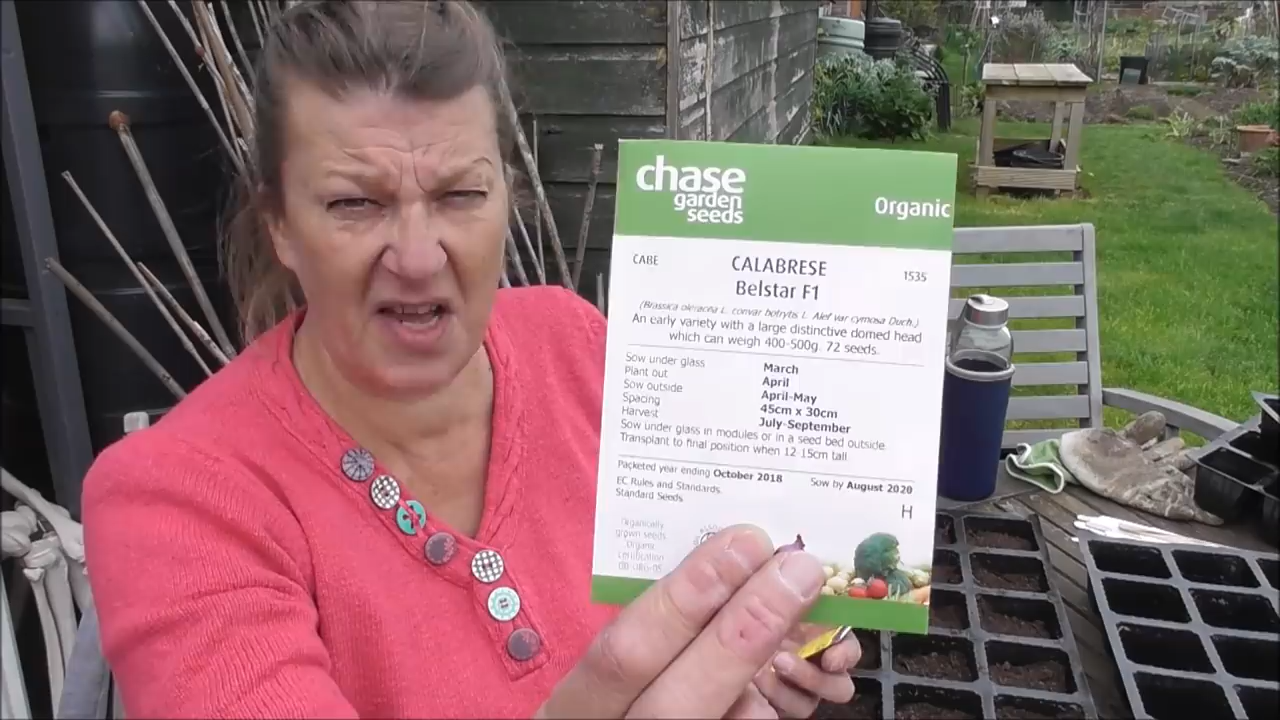 chase
garden
seeds
Organic
CABE
CALABRESE
1535
Belstar F1
(Brassica oleracea L. convar botrytis L. Alef var cymosa Duch.)
An early variety with a large distinctive domed head
which can weigh 400-500g. 72 seeds.
Sow under glass March
Plant out April
Sow outside April-May
Spacing 45cm x 30cm
Harvest July-September
Sow under glass in modules or in a seed bed outside.
Transplant to final position when 12-15cm tall.
Packeted year ending October 2018 Sow by August 2020
EC Rules and Standards.
Standard Seeds.
H
Organically
grown seeds
Organic
certification